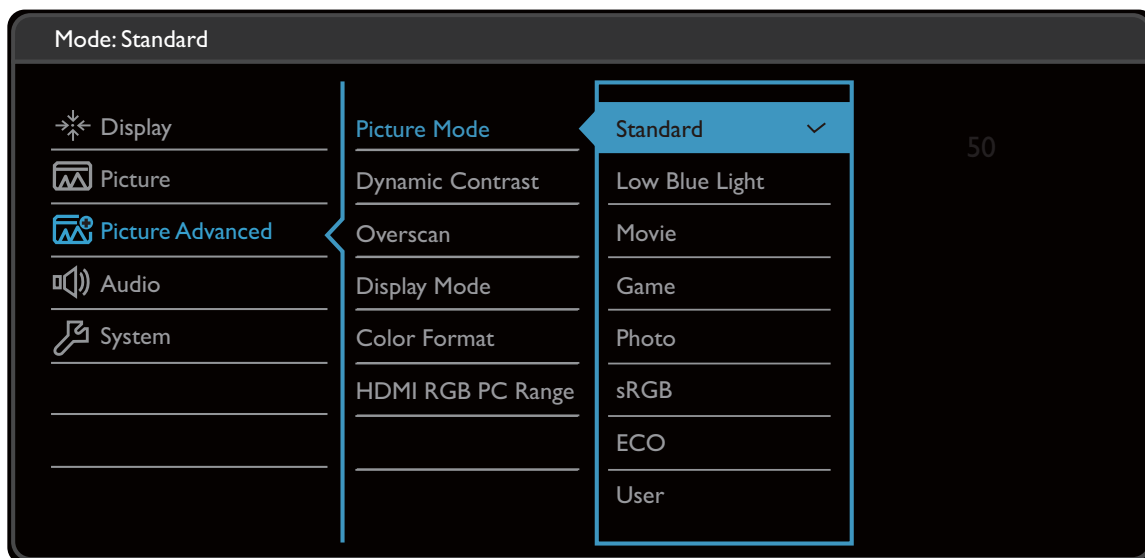 Mode: Standard
Display
Picture
Picture Advanced
Audio
System
Picture Mode
Dynamic Contrast
Overscan
Display Mode
Color Format
HDMI RGB PC Range
Standard
Low Blue Light
Movie
Game
Photo
sRGB
ECO
User
50